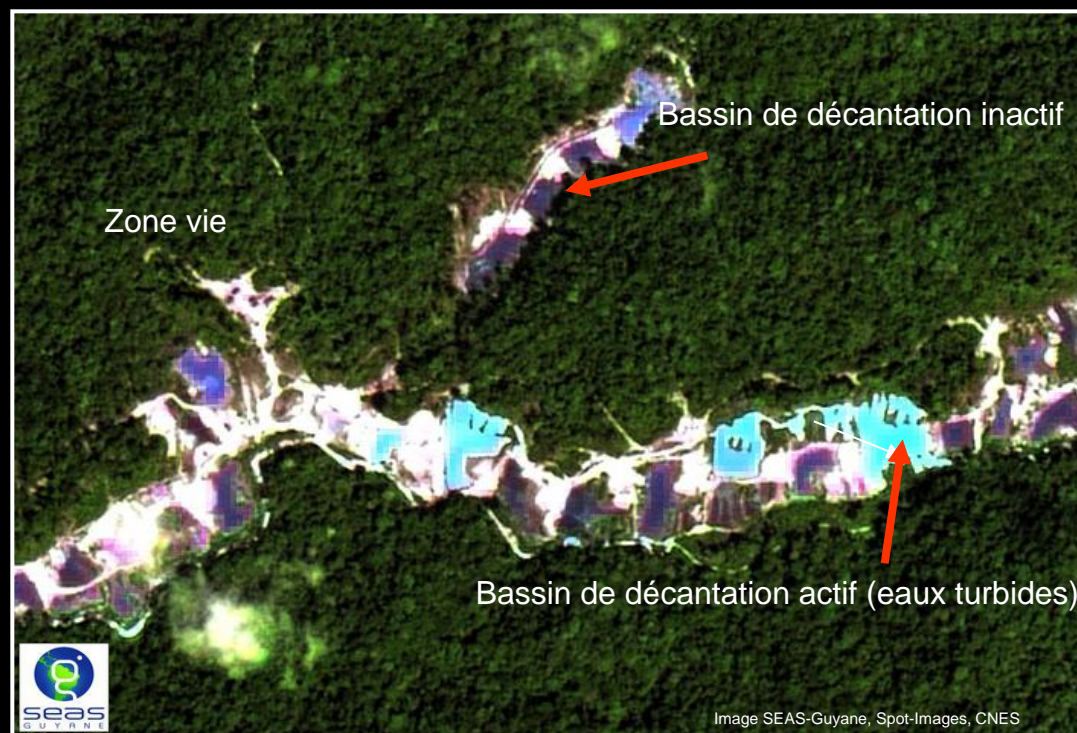 Bassin de décantation inactif
Zone vie
Bassin de décantation actif (eaux turbides)
seas
GUYANE
Image SEAS-Guyane, Spot-Images, CNES